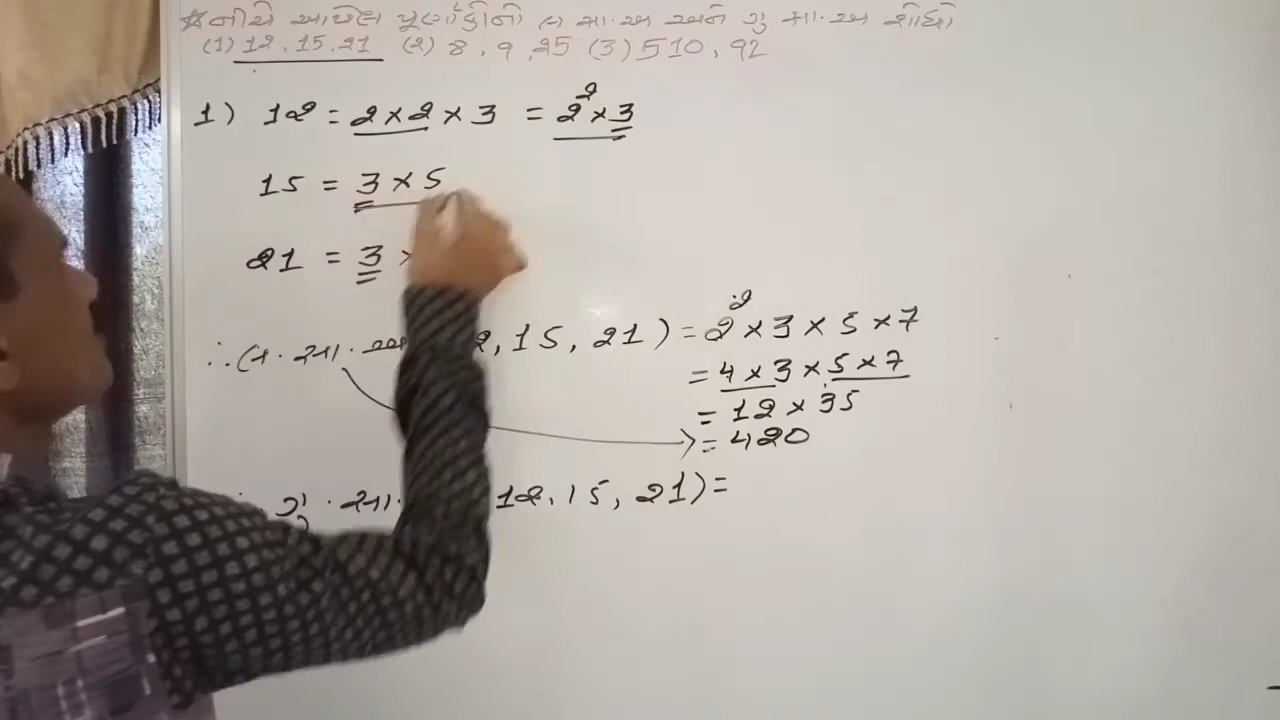 * નીચે આપેલ પૂર્ણાંકોનો લ સા.અ અને ગુ સા.અ શોધો
(1) 12, 15, 21 (2) 8, 9, 25 (3) 510, 92
1) 12 = 2 × 2 × 3 = 2² × 3
15 = 3 × 5
21 = 3 ×
∴ લ. સા. અ 2, 15, 21) = 2² × 3 × 5 × 7
= 4 × 3 × 5 × 7
= 12 × 35
= 420
ગુ. સા. 12, 15, 21) =